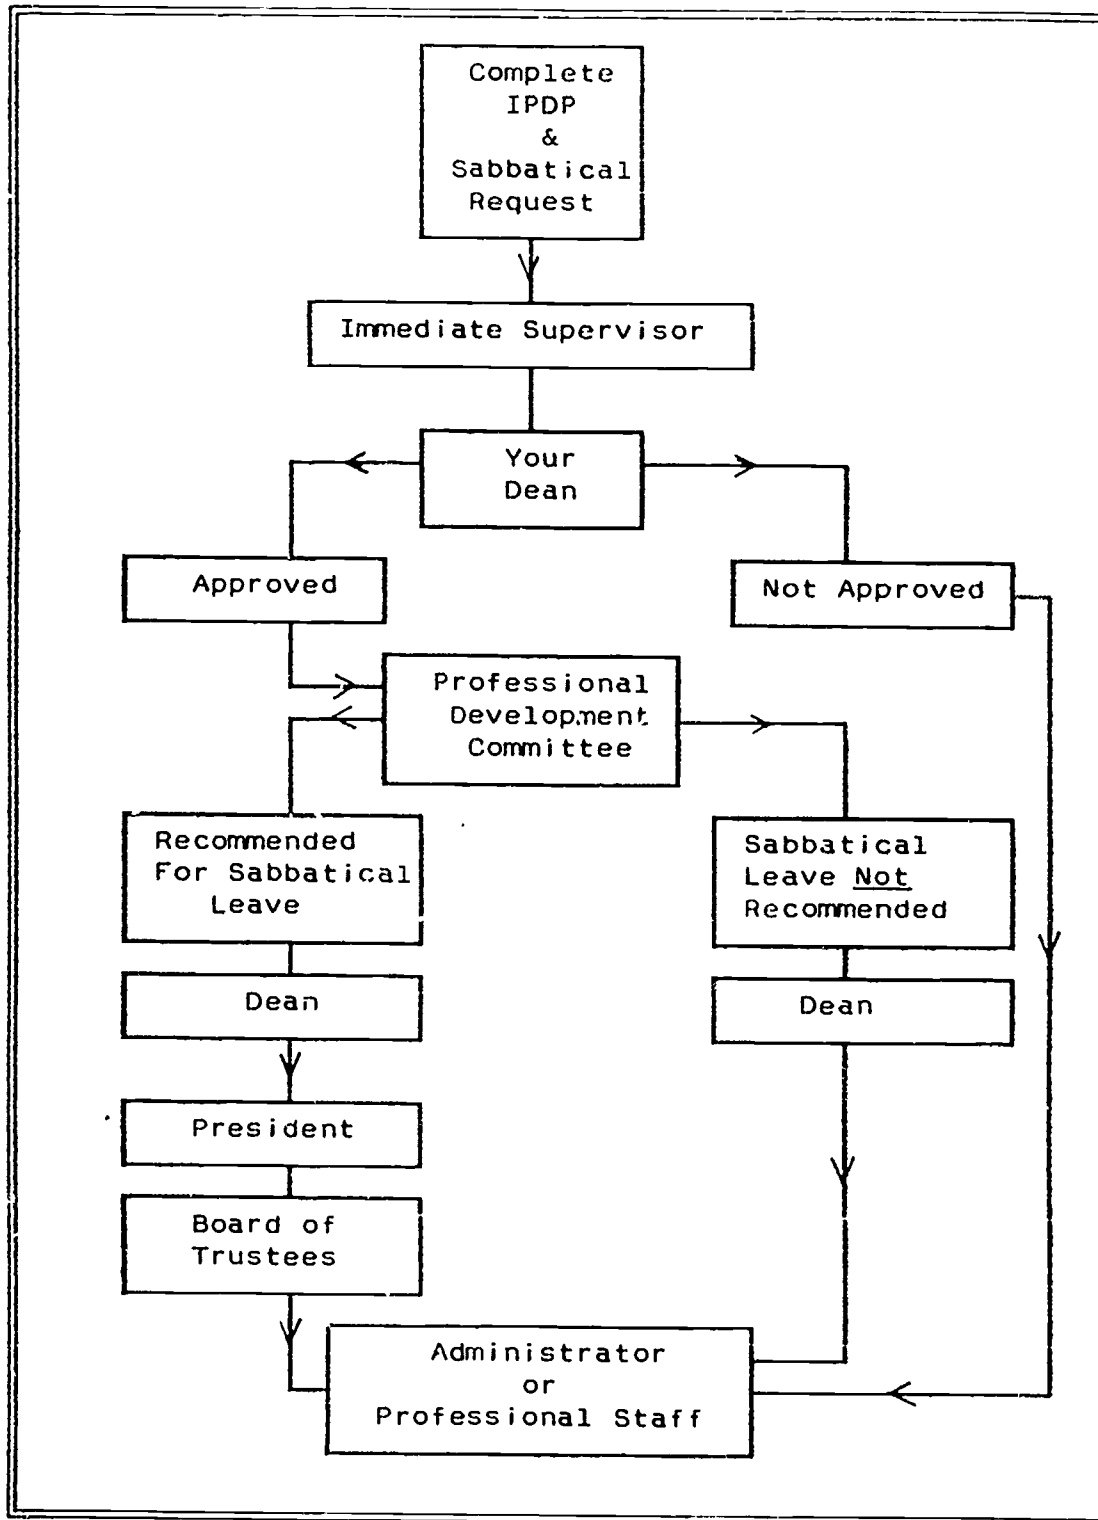 Complete
IPDP
&
Sabbatical
Request
Immediate Supervisor
Your
Dean
Approved
Not Approved
Professional
Development
Committee
Recommended
For Sabbatical
Leave
Sabbatical
Leave Not
Recommended
Dean
Dean
President
Board of
Trustees
Administrator
or
Professional Staff